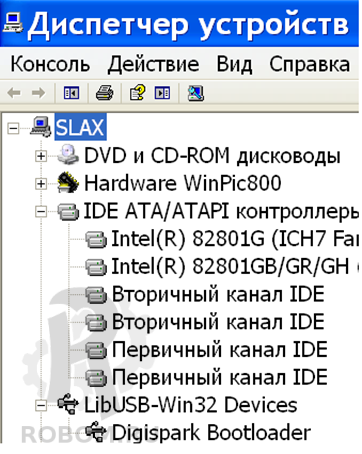 Диспетчер устройств
Консоль Действие Вид Справка
SLAX
DVD и CD-ROM дисководы
Hardware WinPic800
IDE ATA/ATAPI контроллеры
Intel(R) 82801G (ICH7 Fa
Intel(R) 82801GB/GR/GH
Вторичный канал IDE
Вторичный канал IDE
Первичный канал IDE
Первичный канал IDE
LibUSB-Win32 Devices
Digispark Bootloader